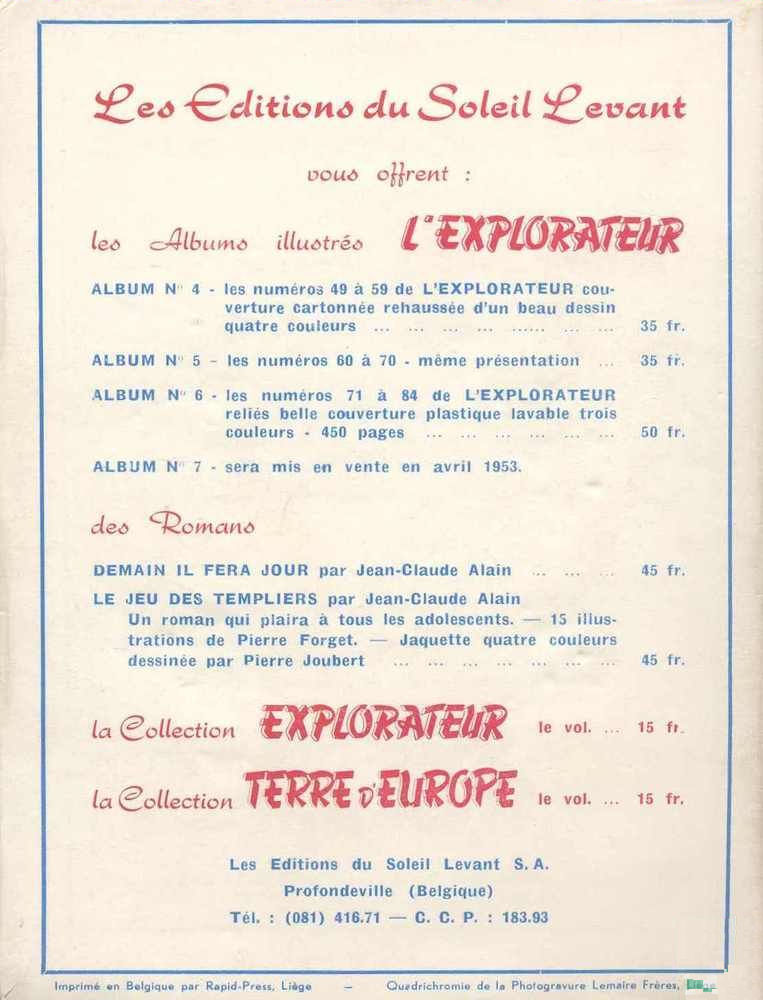 Les Editions du Soleil Levant
vous offrent :
les Albums illustrés L'EXPLORATEUR
ALBUM N° 4 - les numéros 49 à 59 de L'EXPLORATEUR cou-
verture cartonnée rehaussée d'un beau dessin
quatre couleurs ... ... ... ... ...... ... ... 35 fr.
ALBUM N° 5 - les numéros 60 à 70 - même présentation ... 35 fr.
ALBUM N° 6 - les numéros 71 à 84 de L'EXPLORATEUR
reliés belle couverture plastique lavable trois
couleurs - 450 pages ... ... ... ... ... ... 50 fr.
ALBUM N° 7 - sera mis en vente en avril 1953.
des Romans
DEMAIN IL FERA JOUR par Jean-Claude Alain ... ... ... 45 fr.
LE JEU DES TEMPLIERS par Jean-Claude Alain
Un roman qui plaira à tous les adolescents. — 15 illus-
trations de Pierre Forget. — Jaquette quatre couleurs
dessinée par Pierre Joubert ... ... ... ... ... ... ... 45 fr.
la Collection EXPLORATEUR le vol. ... 15 fr.
la Collection TERRE D'EUROPE le vol. ... 15 fr.
Les Editions du Soleil Levant S. A.
Profondeville (Belgique)
Tél. : (081) 416.71 — C. C. P. : 183.93
Imprimé en Belgique par Rapid-Press, Liège — Quadrichromie de la Photogravure Lemaire Frères,